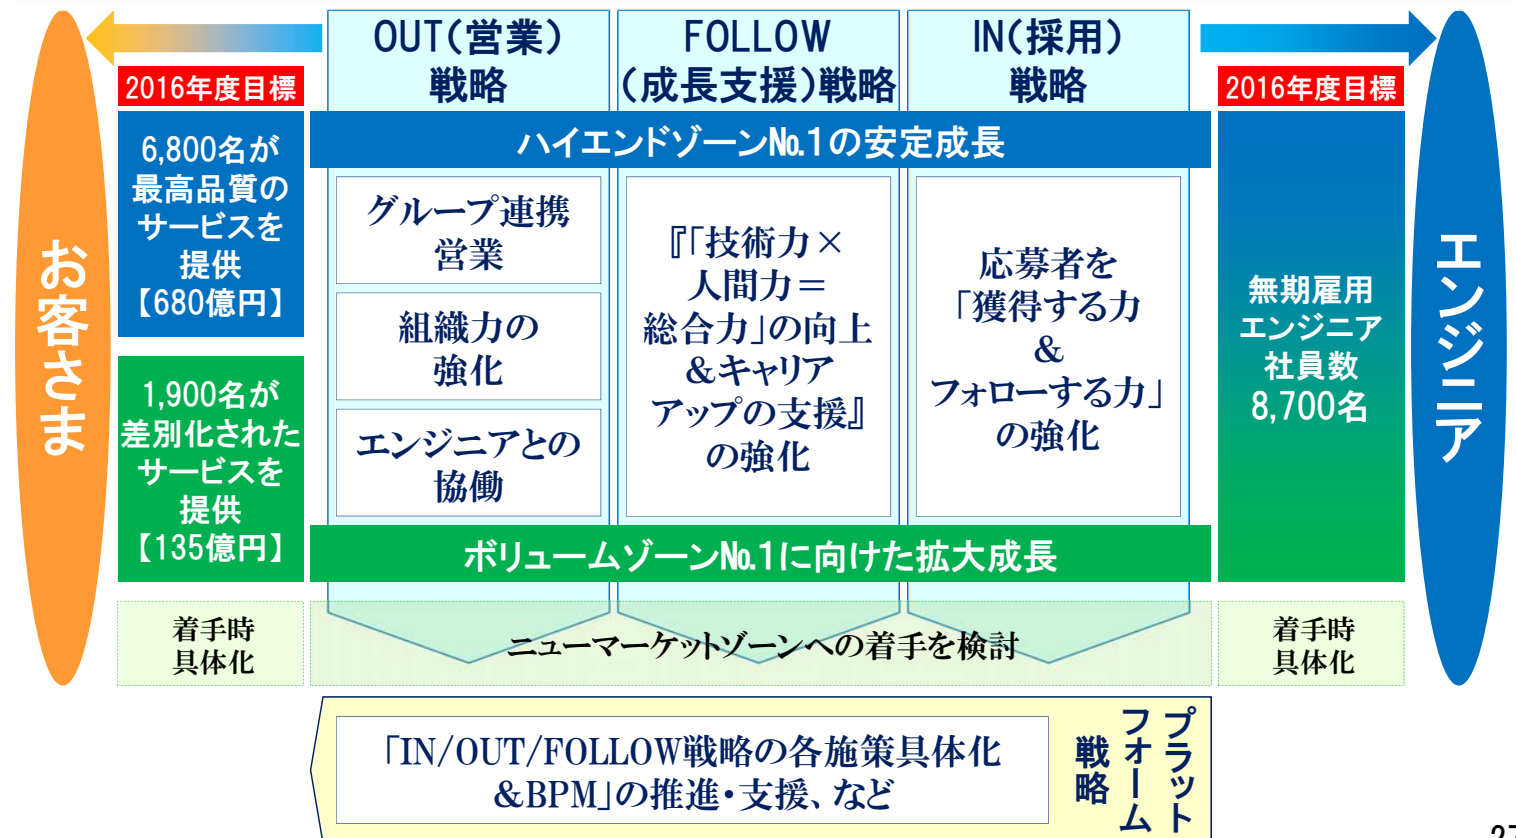 お客さま
2016年度目標
6,800名が
最高品質の
サービスを
提供
【680億円】
1,900名が
差別化された
サービスを
提供
【135億円】
着手時
具体化
OUT(営業)
戦略
FOLLOW
(成長支援)戦略
IN(採用)
戦略
ハイエンドゾーン№1の安定成長
グループ連携
営業
組織力の
強化
エンジニアとの
協働
『「技術力×
人間力＝
総合力」の向上
＆キャリア
アップの支援』
の強化
応募者を
「獲得する力
＆
フォローする力」
の強化
ボリュームゾーン№1に向けた拡大成長
ニューマーケットゾーンへの着手を検討
2016年度目標
無期雇用
エンジニア
社員数
8,700名
着手時
具体化
エンジニア
「IN/OUT/FOLLOW戦略の各施策具体化
＆BPM」の推進・支援、など
プラット
フォーム
戦略